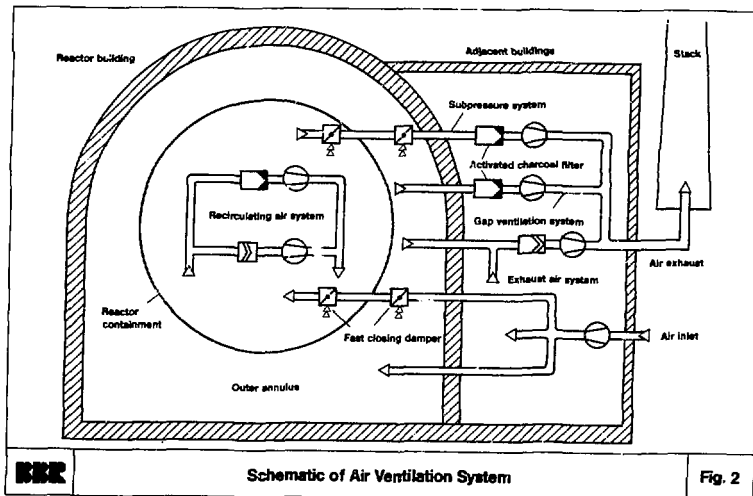 Reactor building
Adjacent buildings
Stack
Subpressure system
Activated charcoal filter
Recirculating air system
Gap ventilation system
Air exhaust
Exhaust air system
Reactor
containment
Fast closing damper
Air inlet
Outer annulus
BBR
Schematic of Air Ventilation System
Fig. 2